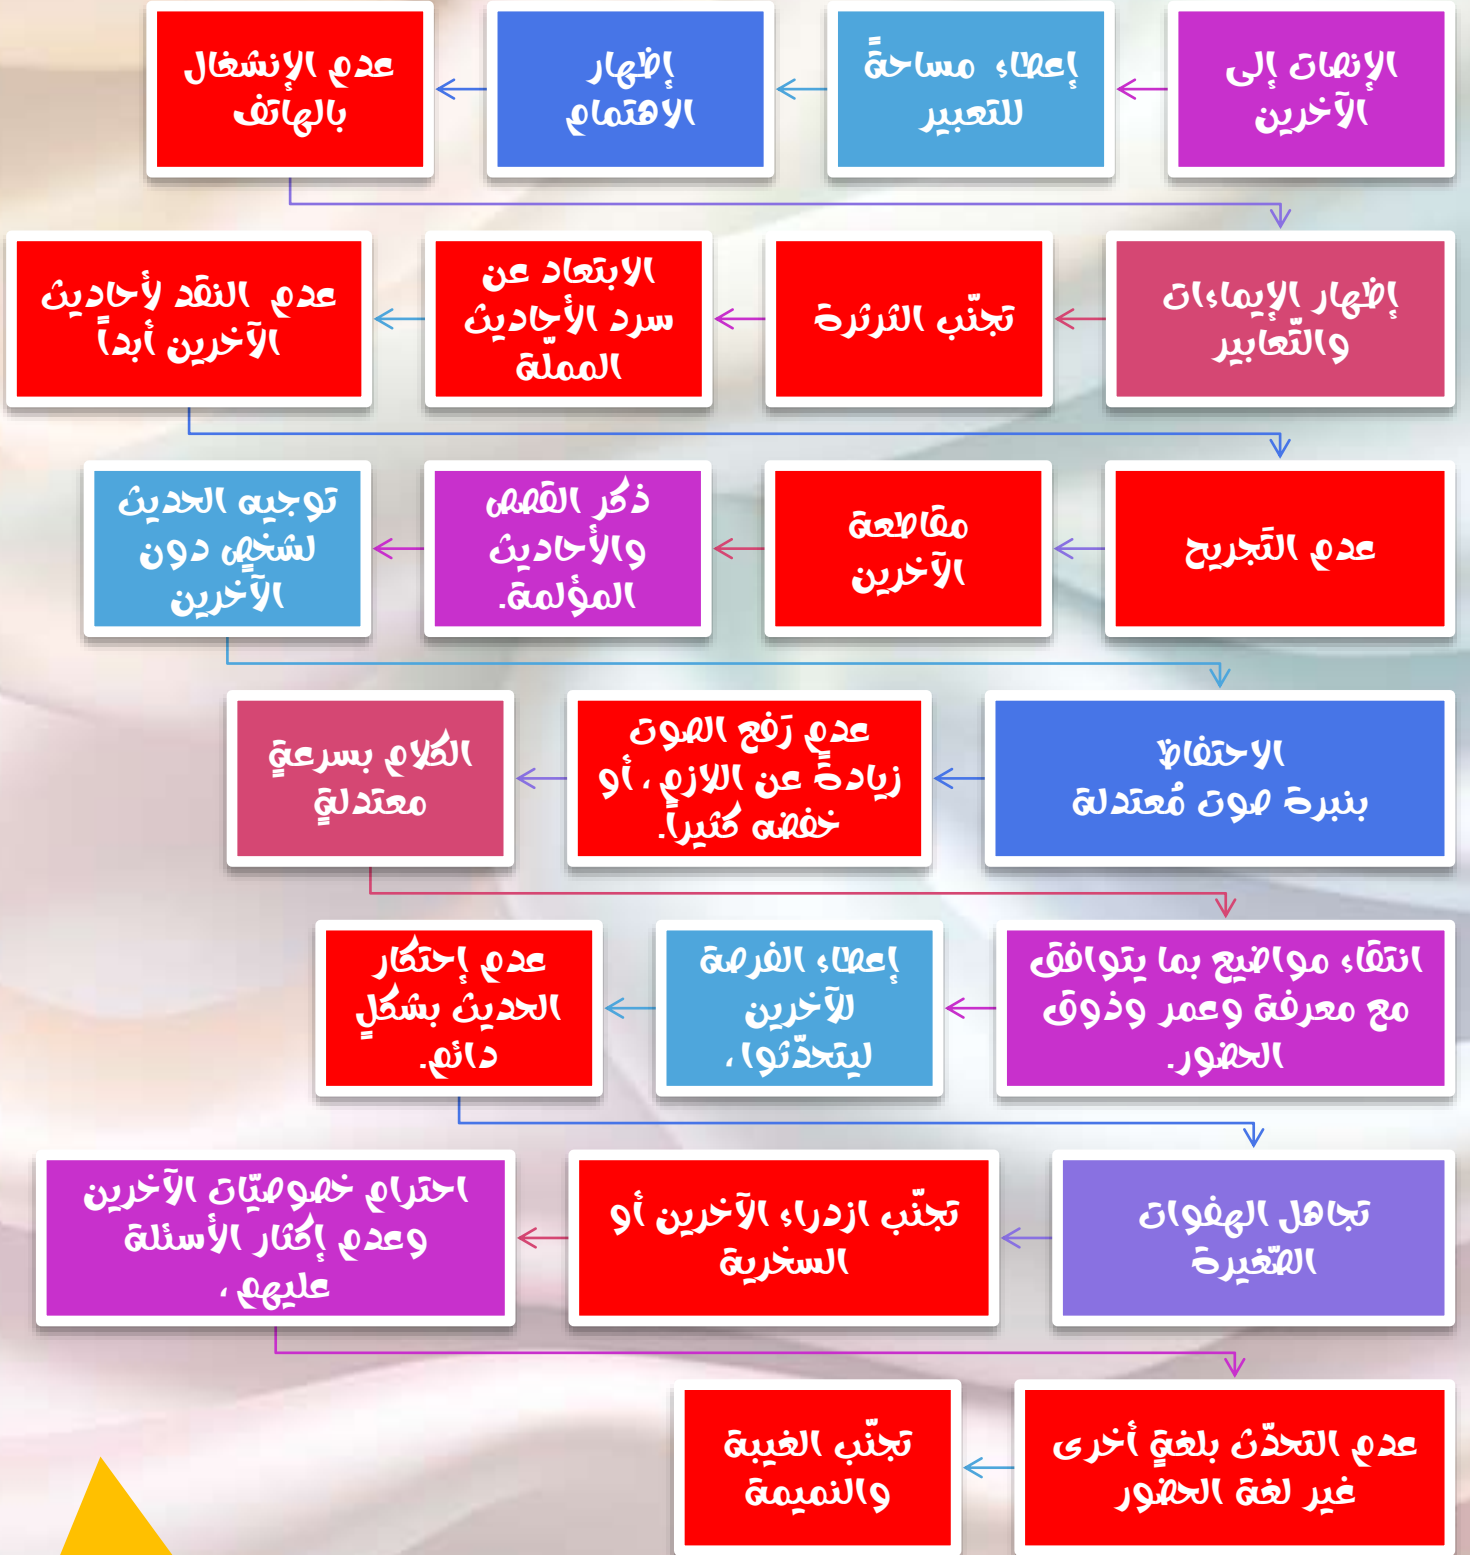 الإنصات إلى
الآخرين
إعطاء مساحةً
للتعبير
إظهار
الاهتمام
عدم الإنشغال
بالهاتف
إظهار الإيماءات
والتّعابير
تجنّب الثرثرة
الابتعاد عن
سرد الأحاديث
المملّة
عدم النقد لأحاديث
الآخرين أبداً
عدم التَجريح
مقاطعة
الآخرين
ذكر القصص
والأحاديث
المؤلمة.
توجيه الحديث
لشخصٍ دون
الآخرين
الاحتفاظ
بنبرة صوت مُعتدلة
عدم رَفع الصوت
زيادةً عن اللازم، أو
خفضه كثيراً.
الكلام بسرعةٍ
معتدلةٍ
انتقاء مواضيع بما يتوافق
مع معرفة وعمر وذوق
الحضور.
إعطاء الفرصة
للآخرين
ليتحدّثوا،
عدم إحتكار
الحديث بشكلٍ
دائم.
تجاهل الهفوات
الصّغيرة
تجنّب ازدراء الآخرين أو
السخرية
احترام خصوصيّات الآخرين
وعدم إكثار الأسئلة
عليهم،
عدم التحدّث بلغةٍ أخرى
غير لغة الحضور
تجنّب الغيبة
والنميمة